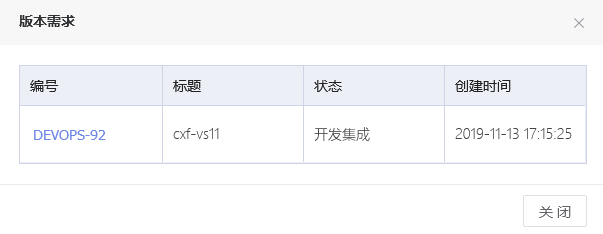 版本需求
编号 标题 状态 创建时间
DEVOPS-92 cxf-vs11 开发集成 2019-11-13 17:15:25
关 闭